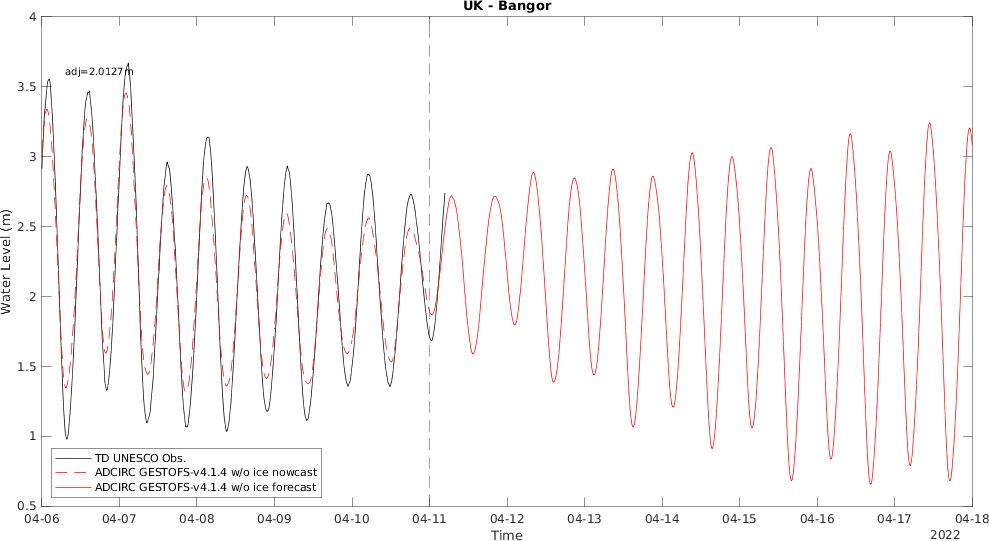 UK - Bangor
adj=2.0127 m
Water Level (m)
4
3.5
3
2.5
2
1.5
1
0.5
TD UNESCO Obs.
ADCIRC GESTOFS-v4.1.4 w/o ice nowcast
ADCIRC GESTOFS-v4.1.4 w/o ice forecast
04-06 04-07 04-08 04-09 04-10 04-11 04-12 04-13 04-14 04-15 04-16 04-17 04-18
Time
2022